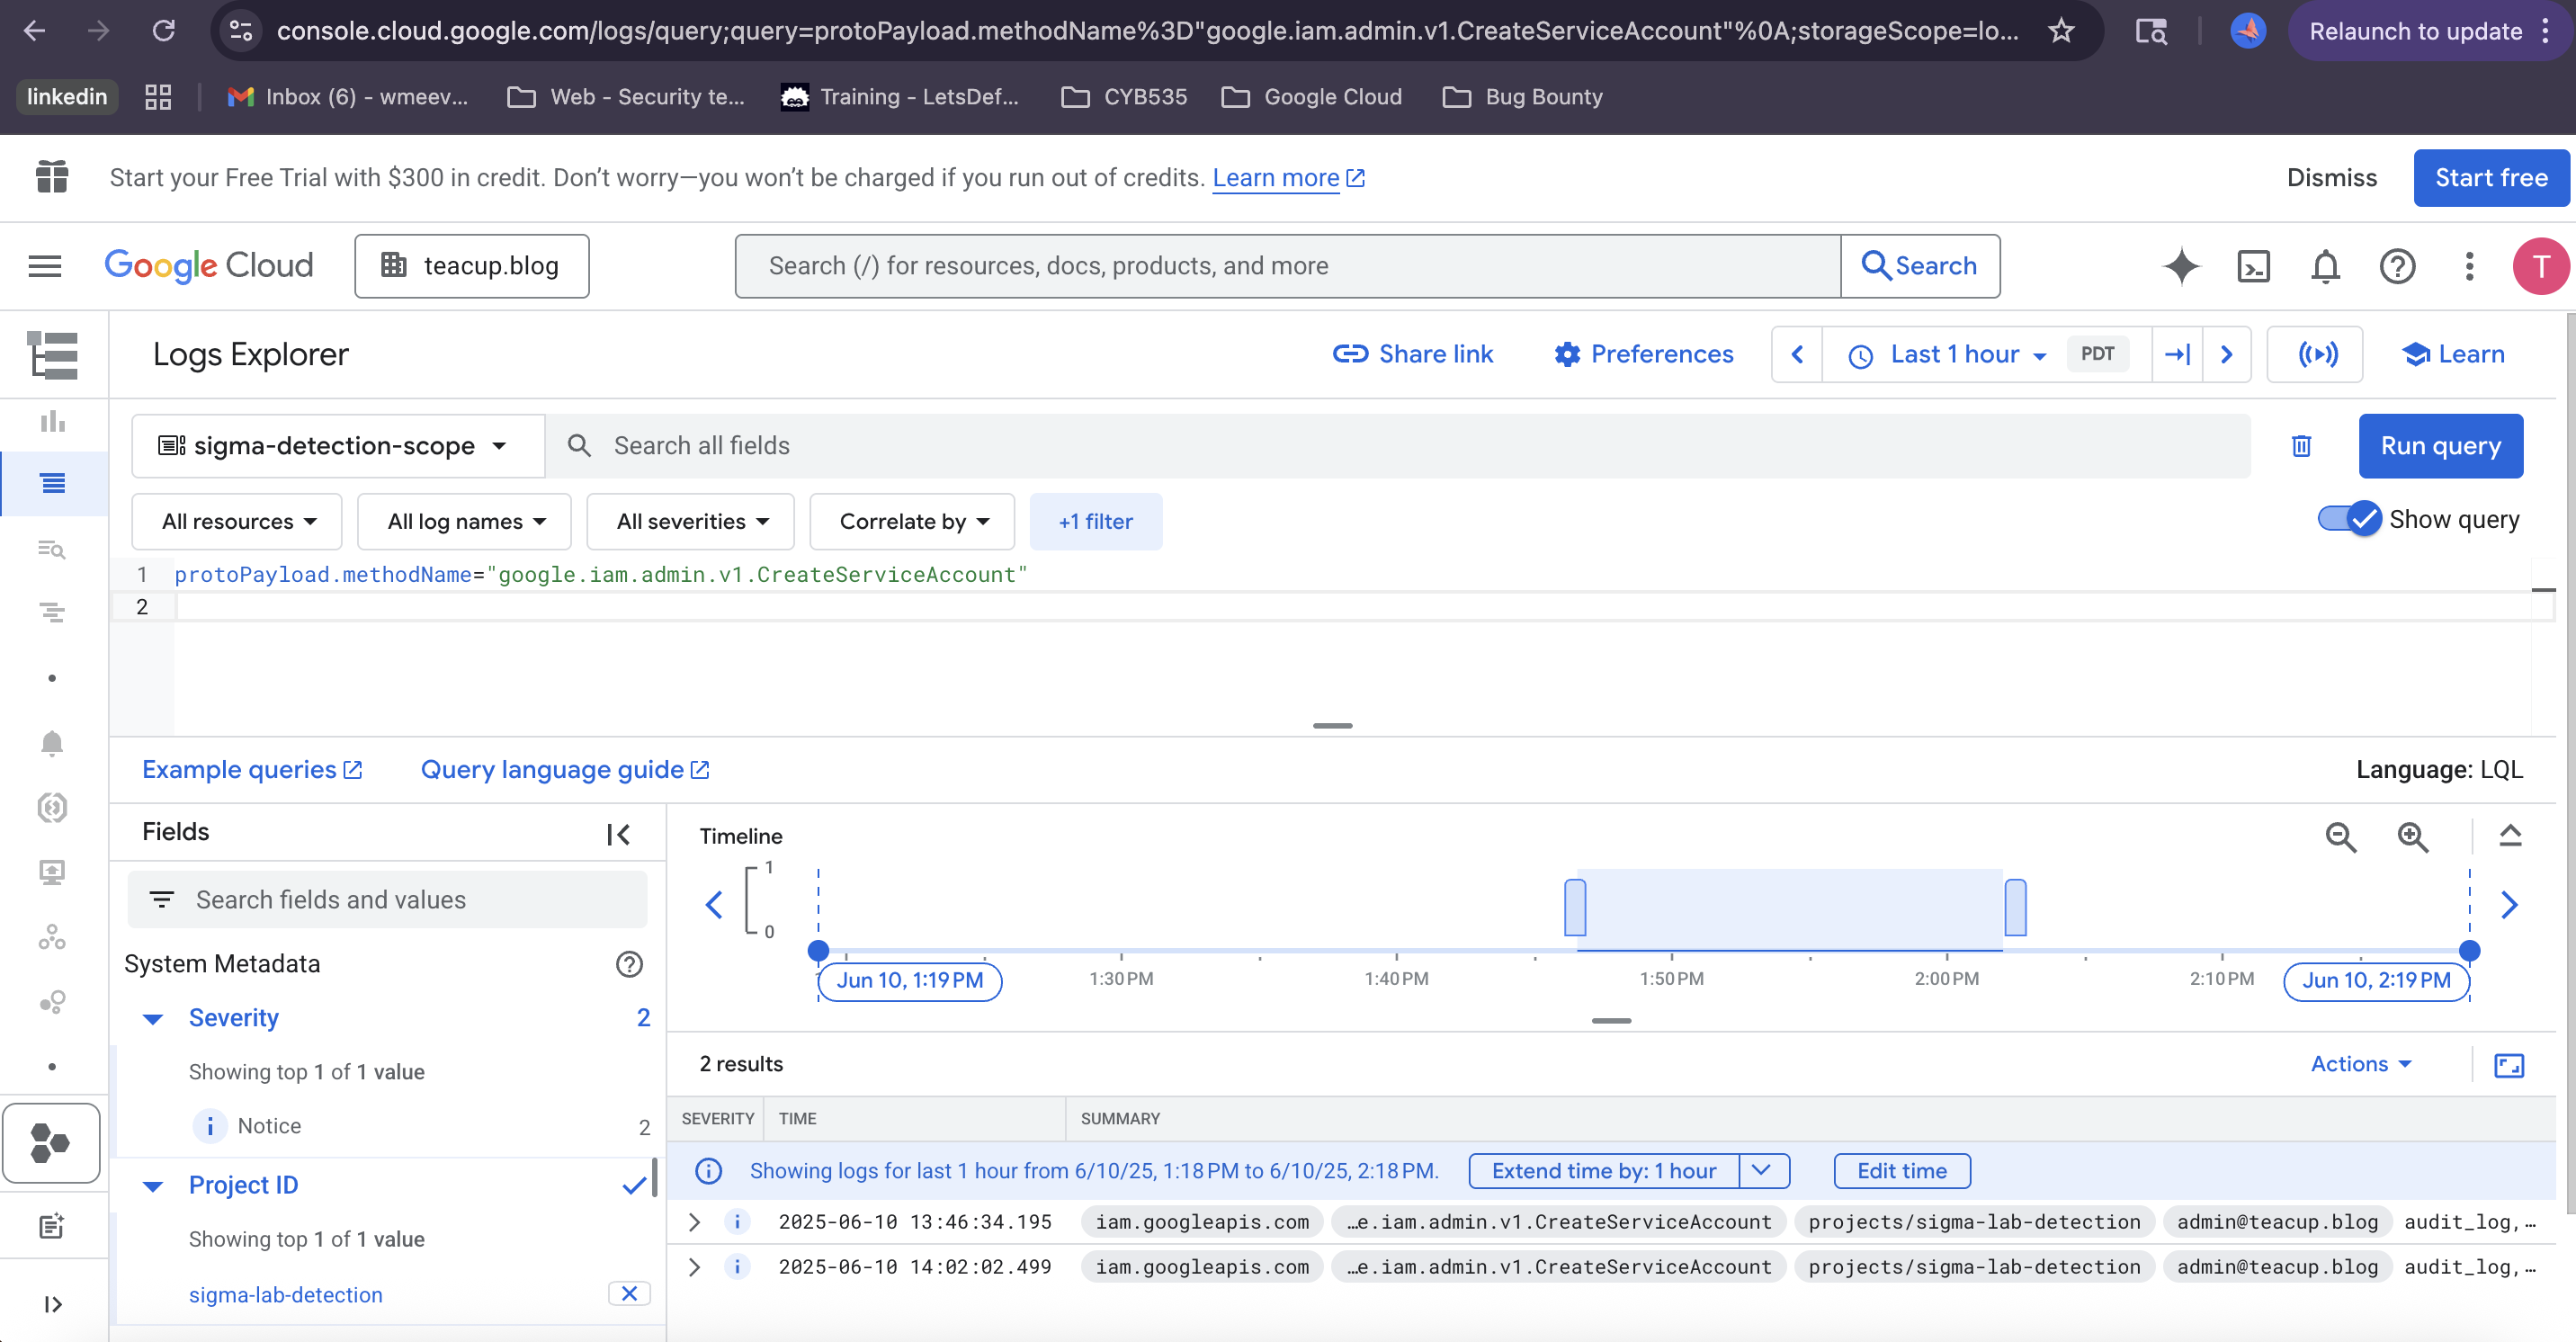 console.cloud.google.com/logs/query;query=protoPayload.methodName%3D"google.iam.admin.v1.CreateServiceAccount"%0A;storageScope=lo...
Relaunch to update
linkedin
Inbox (6) - wmeev...
Web - Security te...
Training - LetsDef...
CYB535
Google Cloud
Bug Bounty
Start your Free Trial with $300 in credit. Don't worry—you won't be charged if you run out of credits. Learn more
Dismiss
Start free
Google Cloud
teacup.blog
Search (/) for resources, docs, products, and more
Search
T
Logs Explorer
Share link
Preferences
Last 1 hour
PDT
Learn
sigma-detection-scope
Search all fields
Run query
All resources
All log names
All severities
Correlate by
+1 filter
Show query
1 protoPayload.methodName="google.iam.admin.v1.CreateServiceAccount"
2
Example queries
Query language guide
Language: LQL
Fields
Search fields and values
System Metadata
Severity 2
Showing top 1 of 1 value
Notice 2
Project ID
Showing top 1 of 1 value
sigma-lab-detection
Timeline
1
0
Jun 10, 1:19 PM
1:30 PM
1:40 PM
1:50 PM
2:00 PM
2:10 PM
Jun 10, 2:19 PM
2 results
Actions
SEVERITY TIME SUMMARY
Showing logs for last 1 hour from 6/10/25, 1:18 PM to 6/10/25, 2:18 PM.
Extend time by: 1 hour
Edit time
2025-06-10 13:46:34.195 iam.googleapis.com …e.iam.admin.v1.CreateServiceAccount projects/sigma-lab-detection admin@teacup.blog audit_log,…
2025-06-10 14:02:02.499 iam.googleapis.com …e.iam.admin.v1.CreateServiceAccount projects/sigma-lab-detection admin@teacup.blog audit_log,…